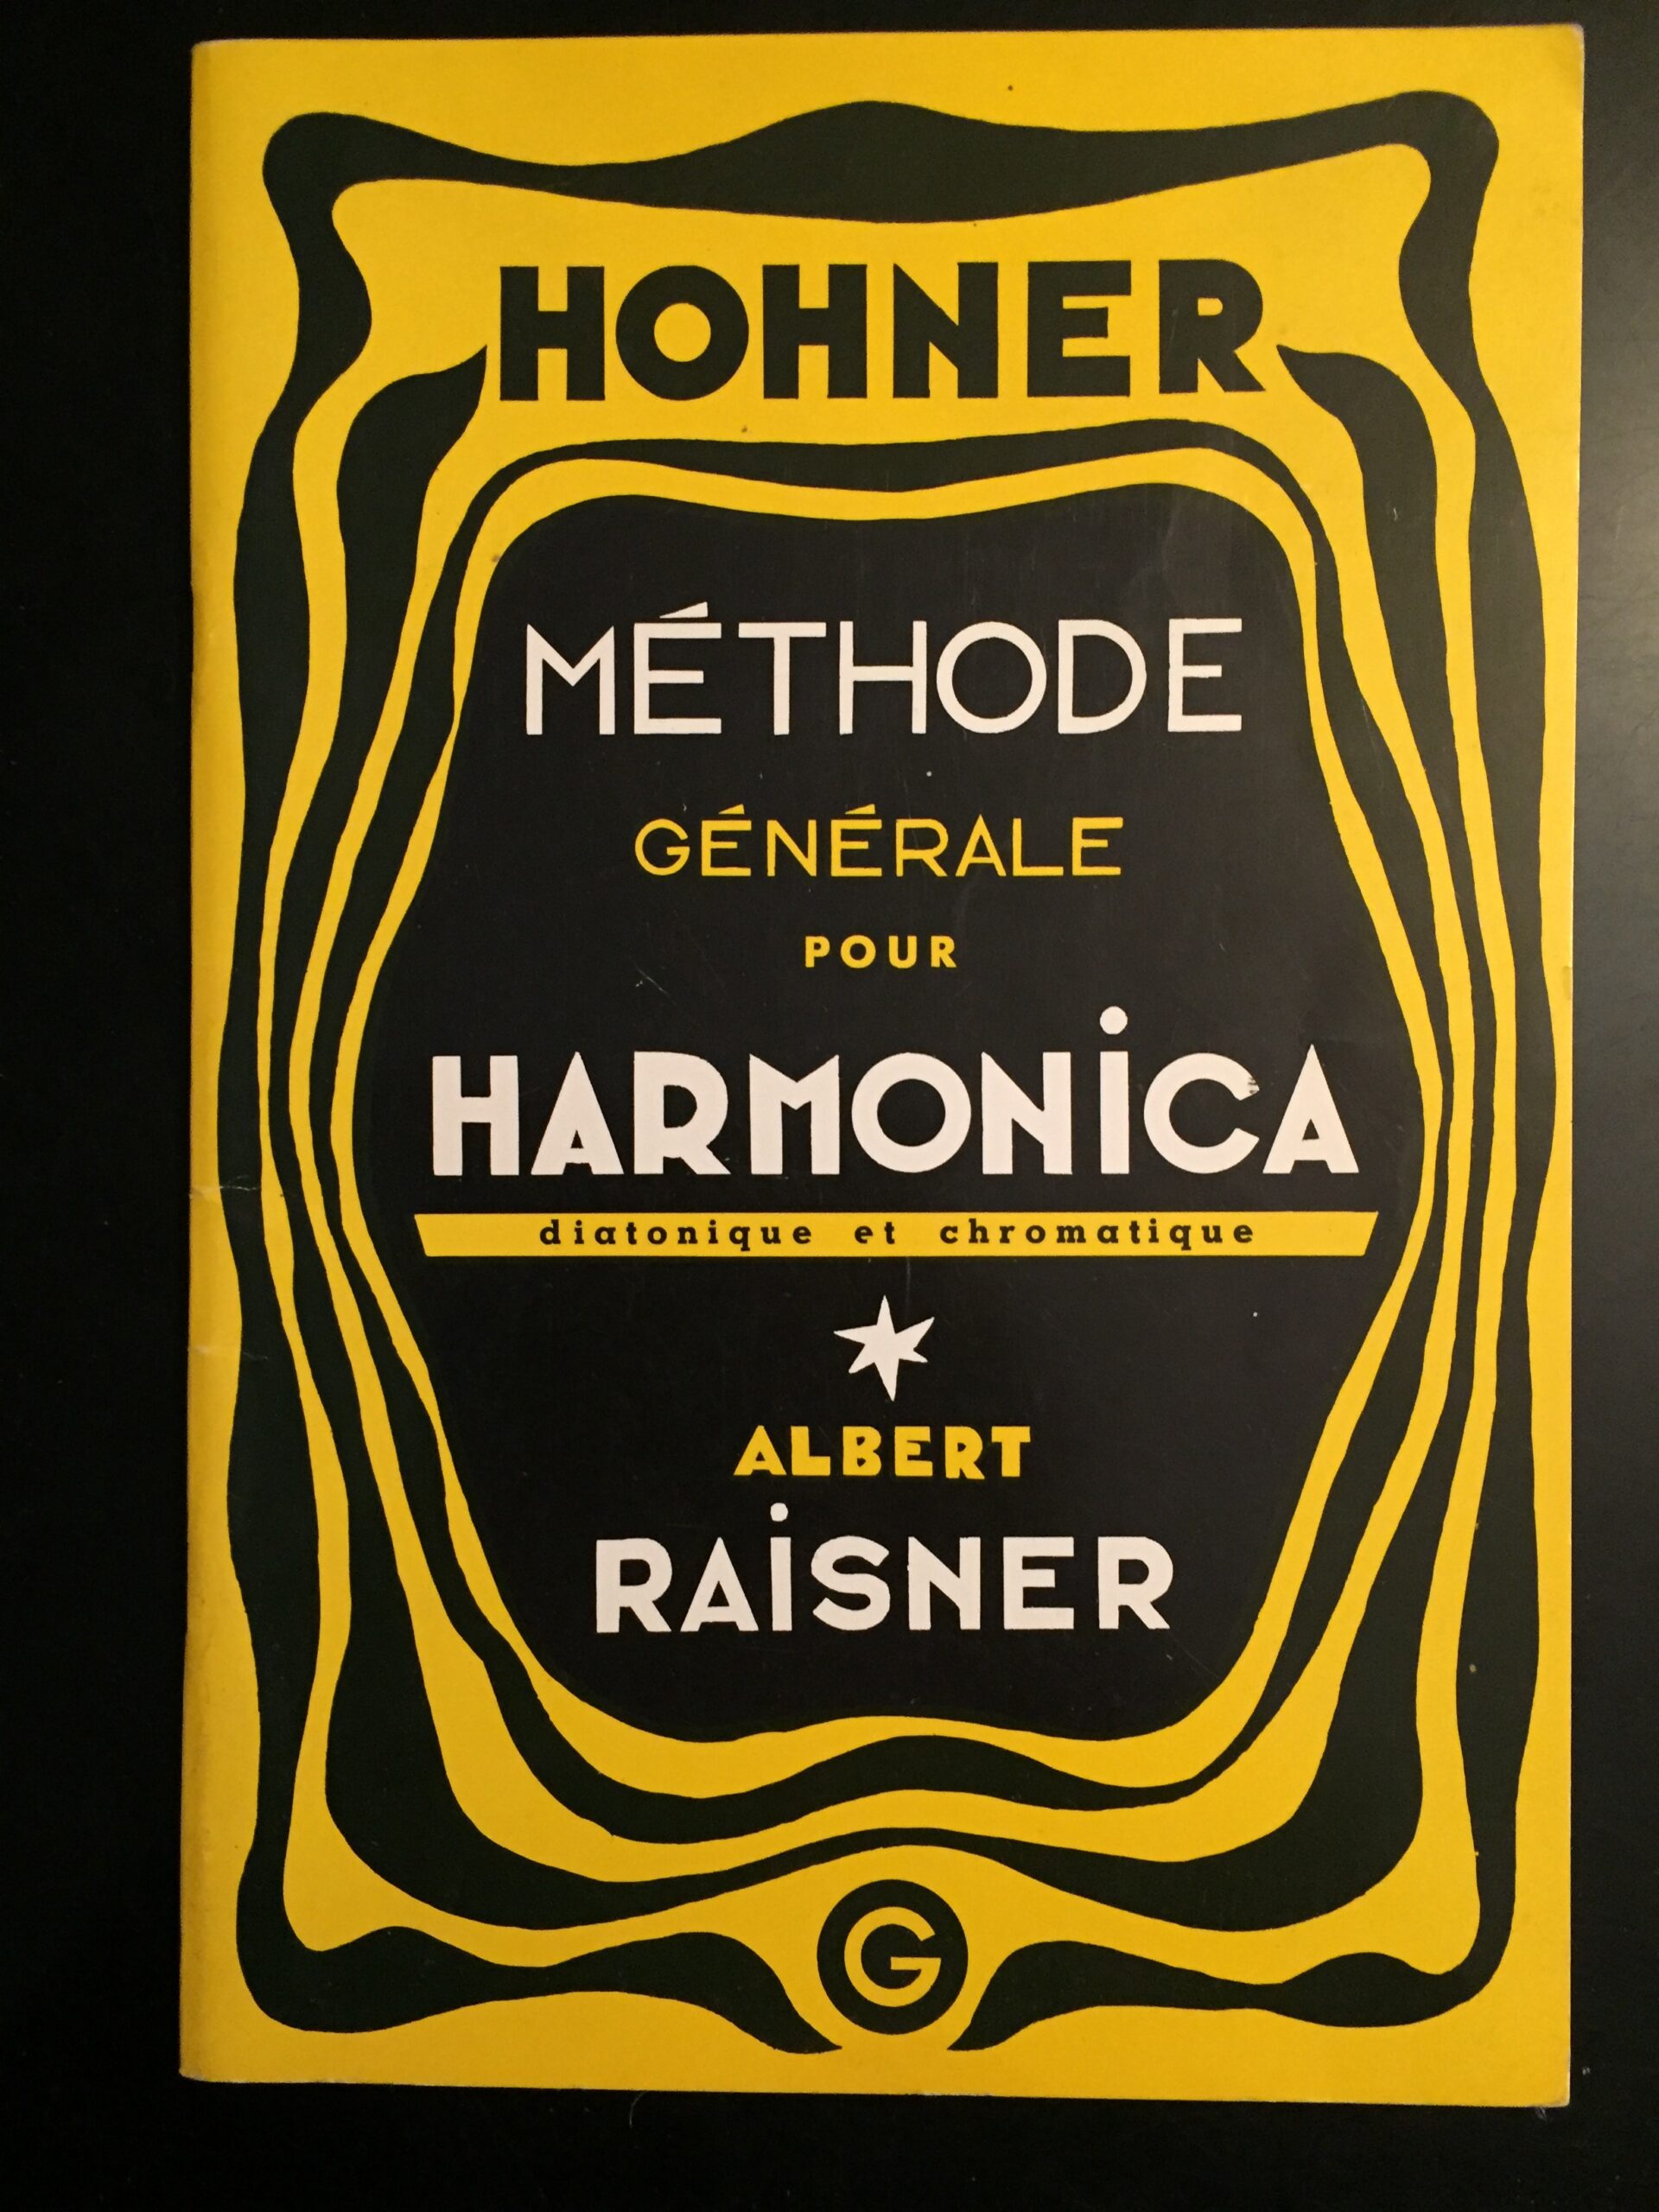 HOHNER
MÉTHODE
GÉNÉRALE
POUR
HARMONiCA
diatonique et chromatique
ALBERT
RAiSNER
G